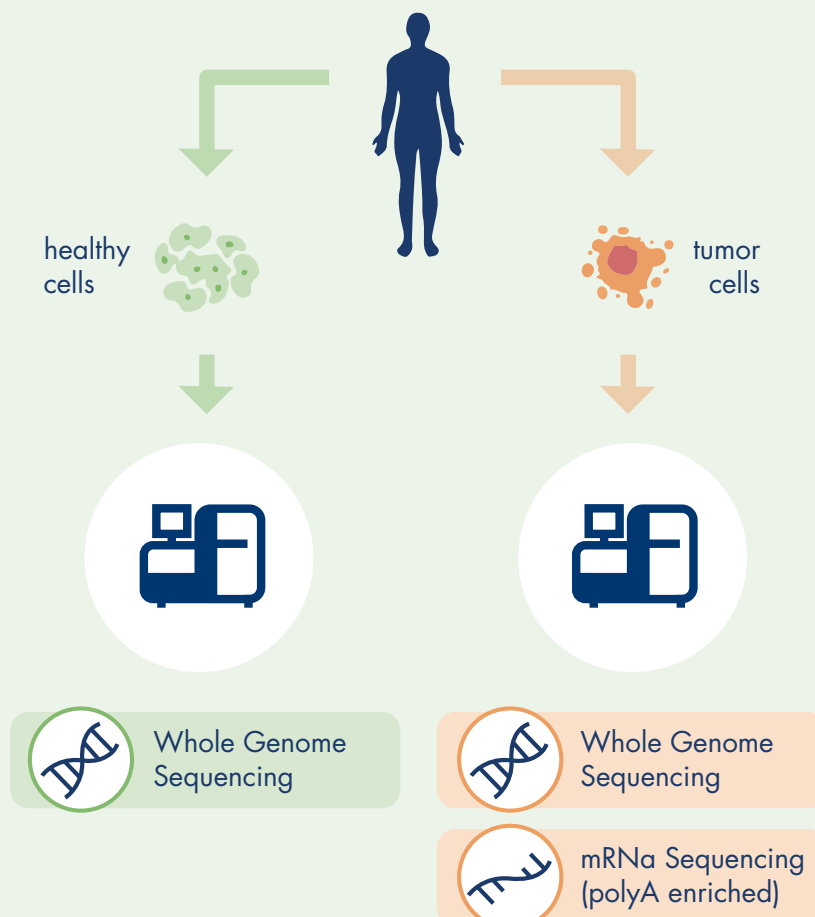 healthy
cells
tumor
cells
Whole Genome
Sequencing
Whole Genome
Sequencing
mRNa Sequencing
(polyA enriched)